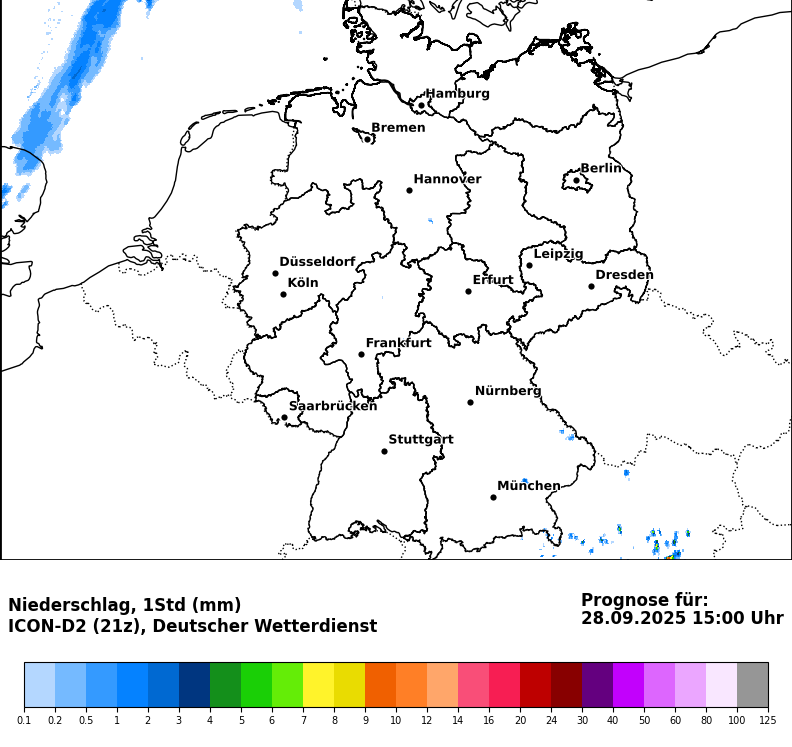 Hamburg
Bremen
Berlin
Hannover
Leipzig
Düsseldorf
Dresden
Köln
Erfurt
Frankfurt
Nürnberg
Saarbrücken
Stuttgart
München
Niederschlag, 1Std (mm)
ICON-D2 (21z), Deutscher Wetterdienst
Prognose für:
28.09.2025 15:00 Uhr
0.1 0.2 0.5 1 2 3 4 5 6 7 8 9 10 12 14 16 20 24 30 40 50 60 80 100 125